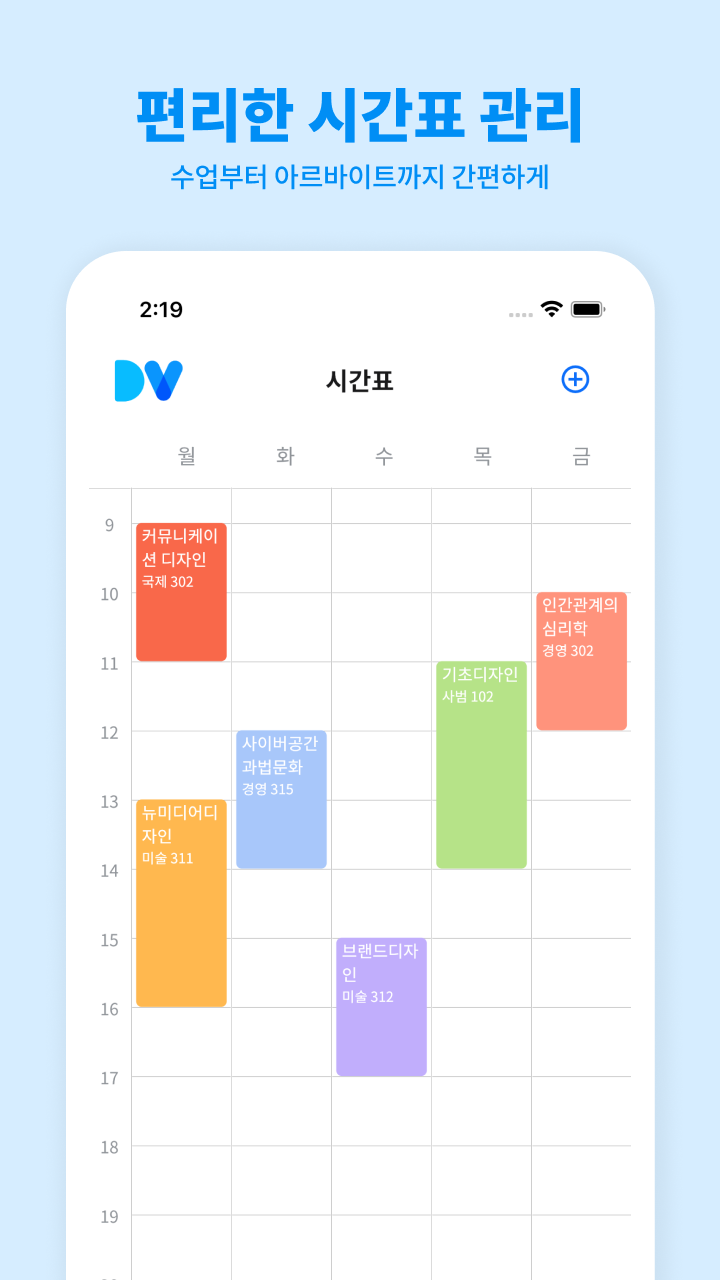 편리한 시간표 관리
수업부터 아르바이트까지 간편하게
2:19
DV
시간표
월 화 수 목 금
9
커뮤니케이
션 디자인
국제 302
10
인간관계의
심리학
경영 302
11
기초디자인
사범 102
12
사이버공간
과법문화
경영 315
13
뉴미디어디
자인
미술 311
14
15
브랜드디자
인
미술 312
16
17
18
19